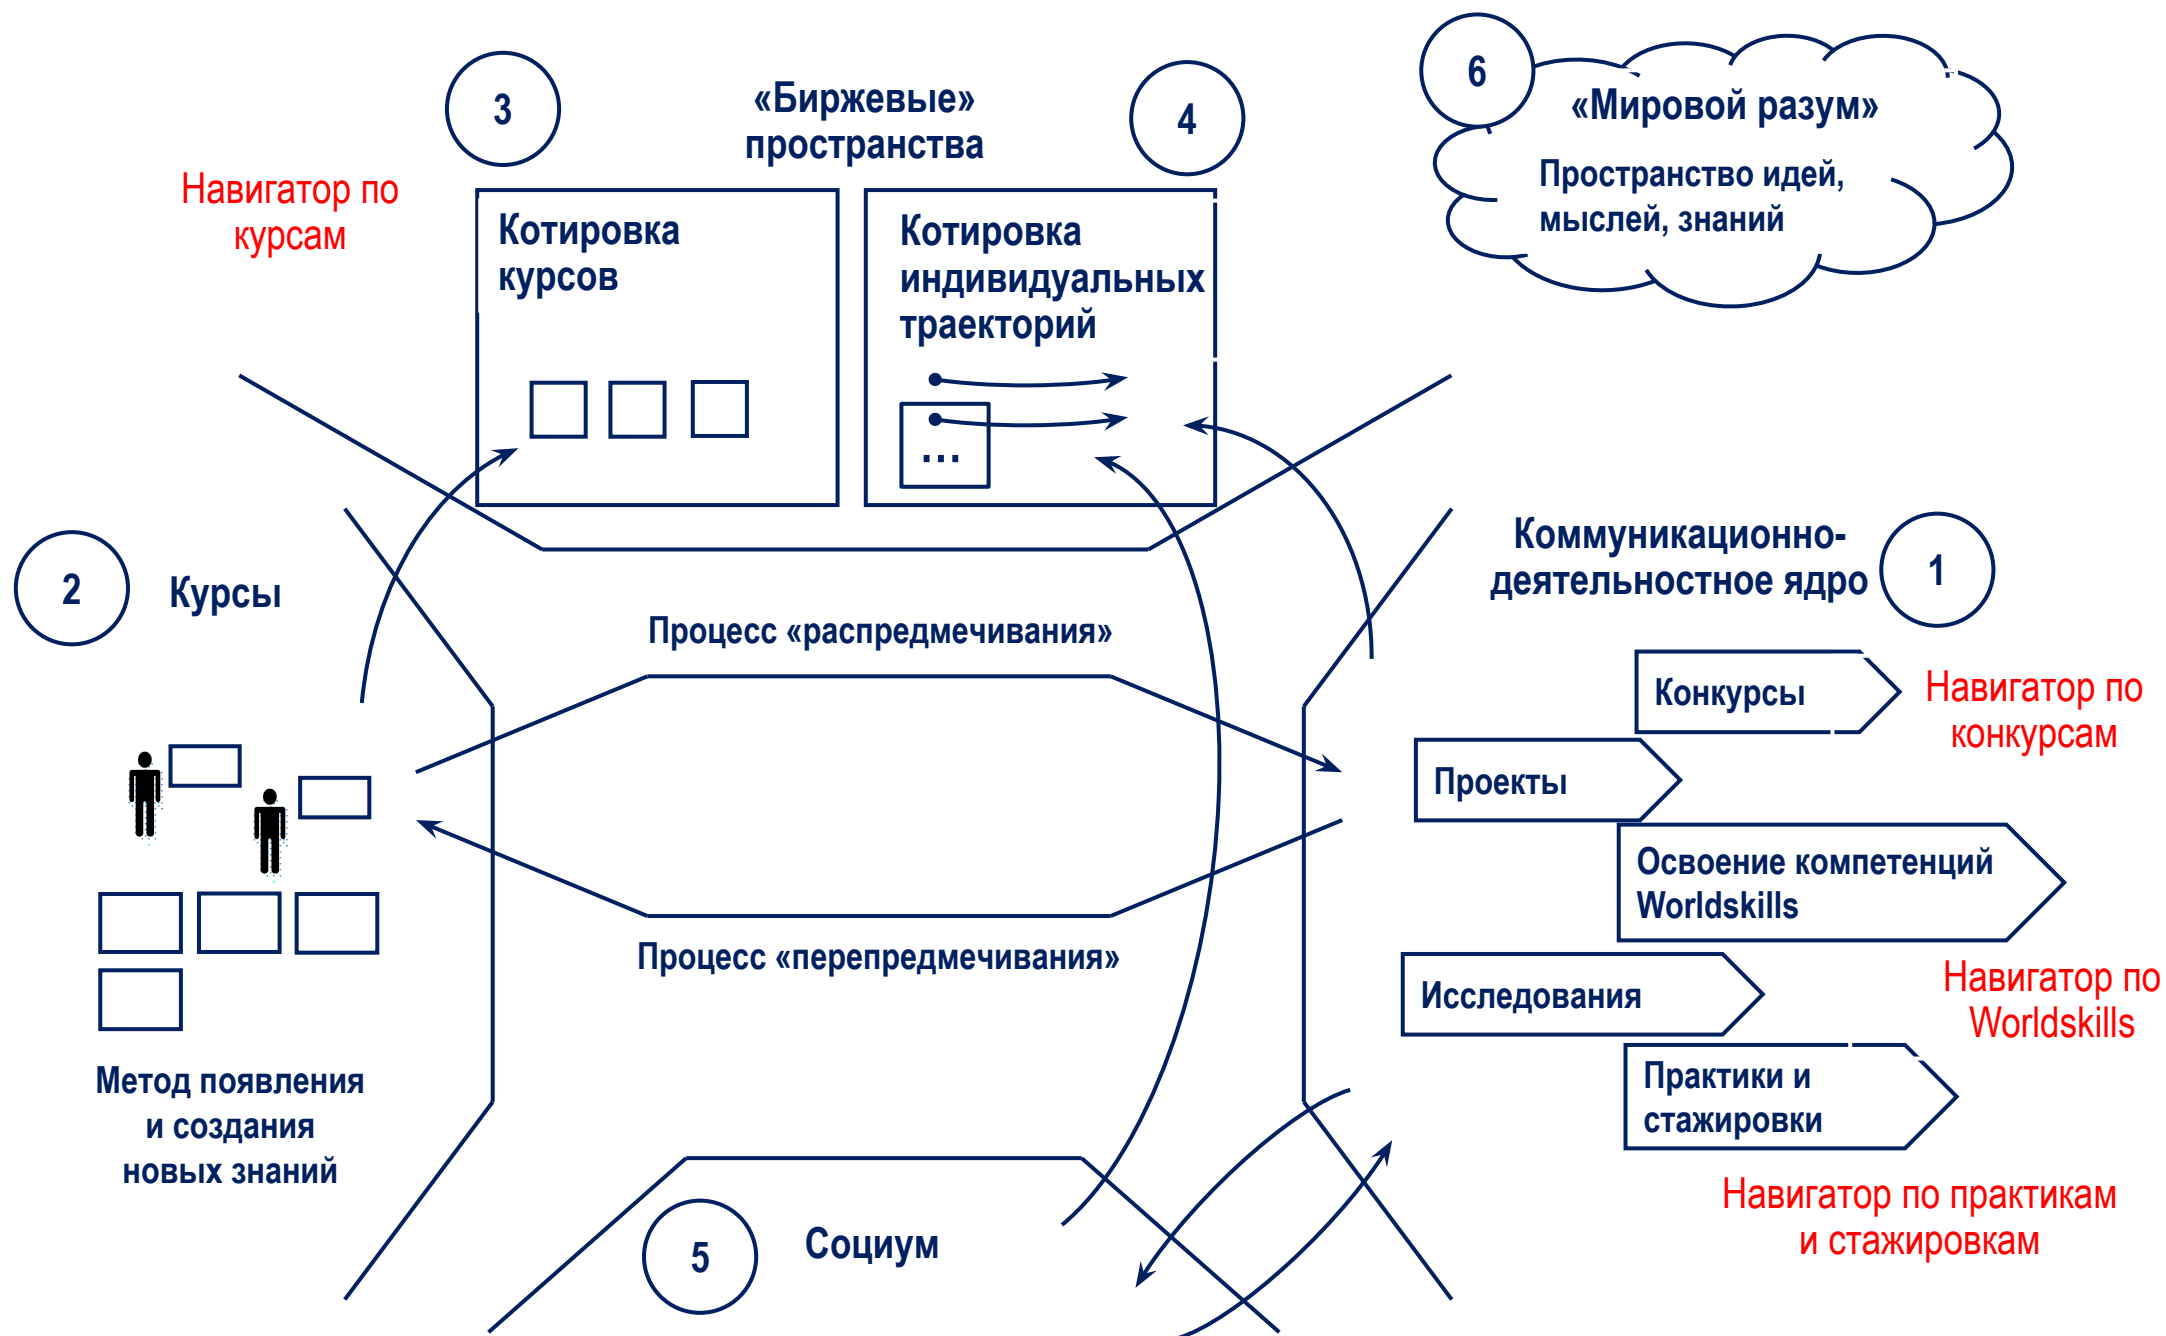 3
«Биржевые»
пространства
4
6
«Мировой разум»
Пространство идей,
мыслей, знаний
Навигатор по
курсам
Котировка
курсов
Котировка
индивидуальных
траекторий
...
2
Курсы
Процесс «распредмечивания»
Коммуникационно-
деятельностное ядро
1
Конкурсы
Навигатор по
конкурсам
Проекты
Освоение компетенций
Worldskills
Процесс «перепредмечивания»
Исследования
Навигатор по
Worldskills
Метод появления
и создания
новых знаний
Практики и
стажировки
Навигатор по практикам
и стажировкам
5
Социум